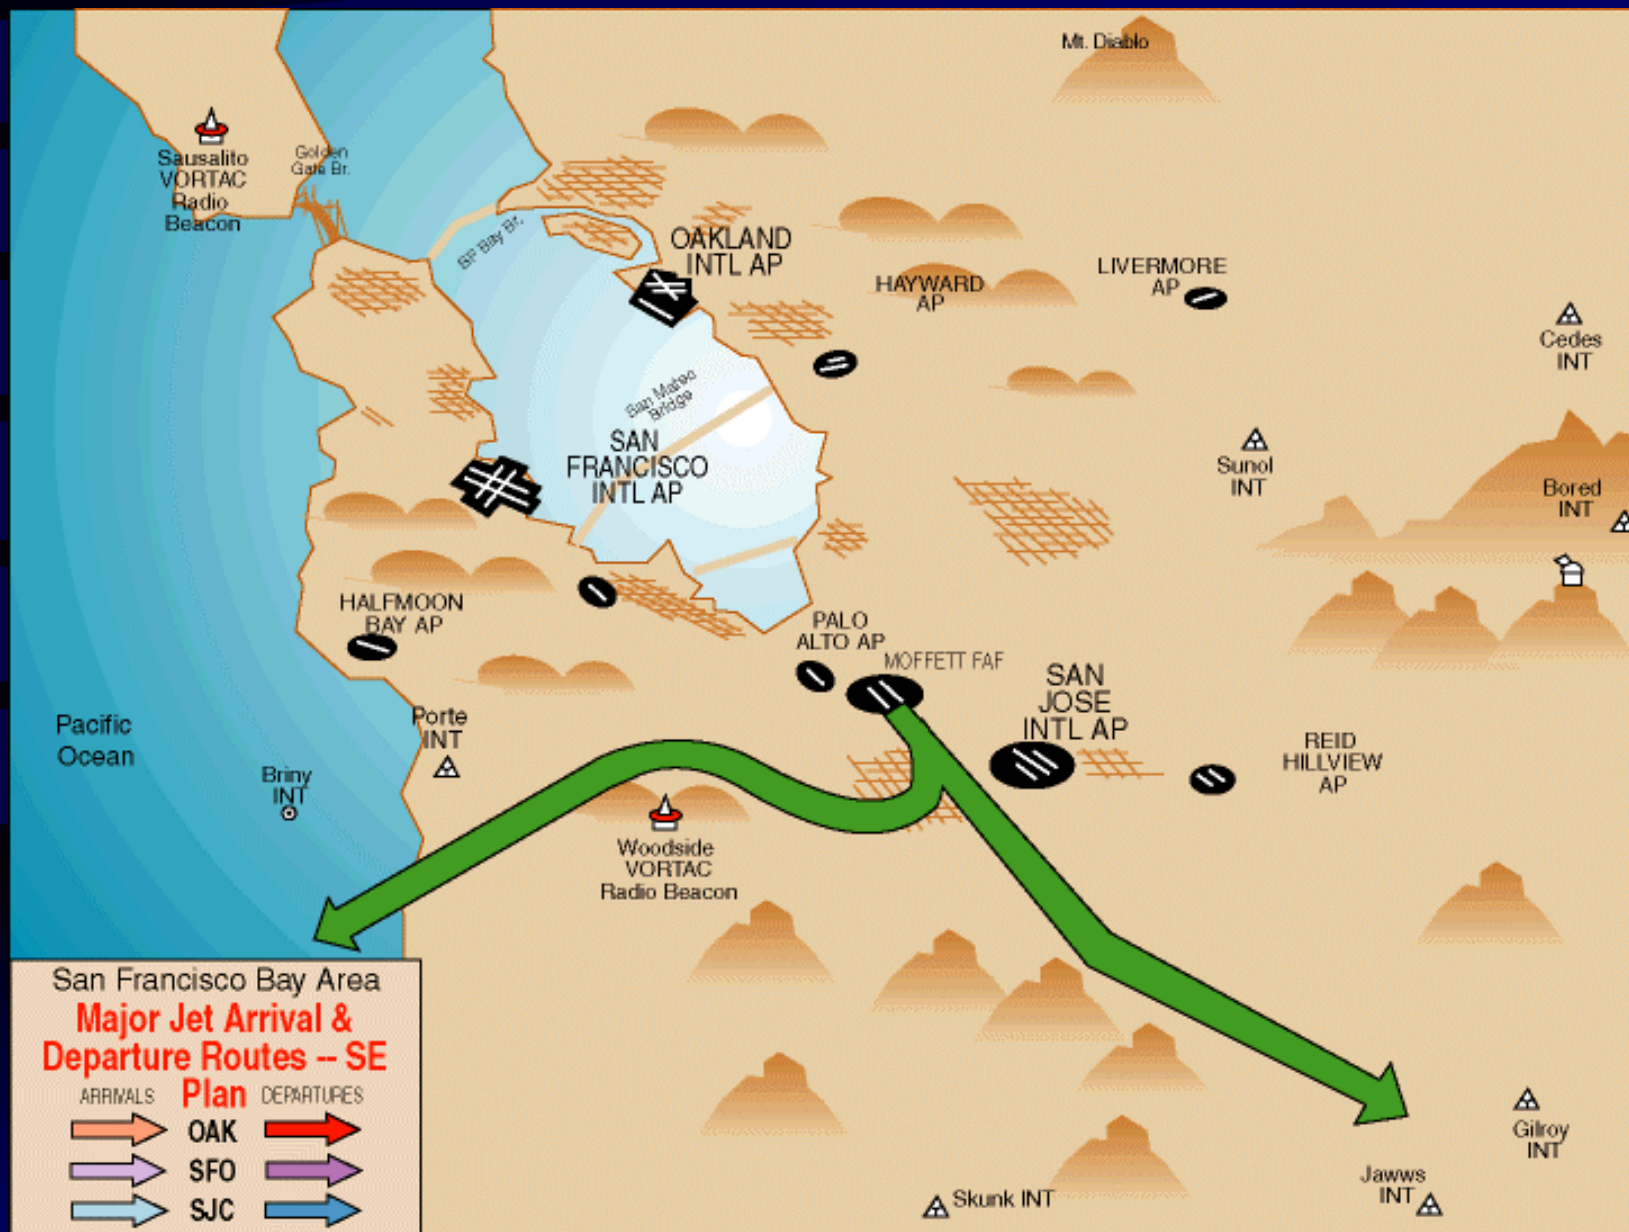 Mt. Diablo
Sausalito
VORTAC
Radio
Beacon
Golden
Gate Br.
SF Bay Br.
OAKLAND
INTL AP
HAYWARD
AP
LIVERMORE
AP
Cedes
INT
San Mateo
Bridge
SAN
FRANCISCO
INTL AP
Sunol
INT
Bored
INT
HALFMOON
BAY AP
PALO
ALTO AP
MOFFETT FAF
SAN
JOSE
INTL AP
REID
HILLVIEW
AP
Pacific
Ocean
Porte
INT
Briny
INT
Woodside
VORTAC
Radio Beacon
San Francisco Bay Area
Major Jet Arrival &
Departure Routes -- SE
Plan
ARRIVALS
DEPARTURES
OAK
SFO
SJC
Skunk INT
Jawws
INT
Gilroy
INT